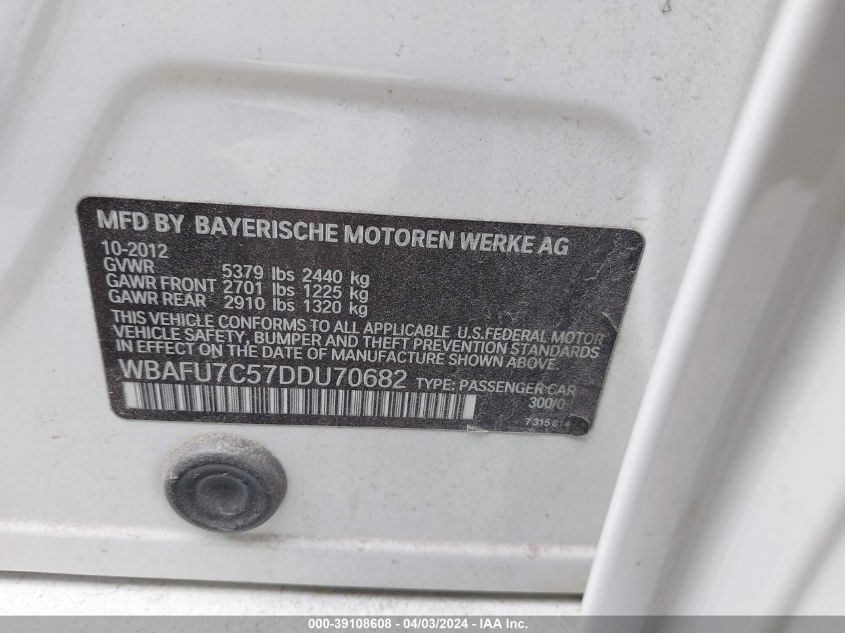 MFD BY BAYERISCHE MOTOREN WERKE AG
10-2012
GVWR 5379 lbs 2440 kg
GAWR FRONT 2701 lbs 1225 kg
GAWR REAR 2910 lbs 1320 kg
THIS VEHICLE CONFORMS TO ALL APPLICABLE U.S.FEDERAL MOTOR
VEHICLE SAFETY, BUMPER AND THEFT PREVENTION STANDARDS
IN EFFECT ON THE DATE OF MANUFACTURE SHOWN ABOVE.
WBAFU7C57DDU70682 TYPE: PASSENGER CAR
300/0
7 315 814
000-39108608 - 04/03/2024 - IAA Inc.